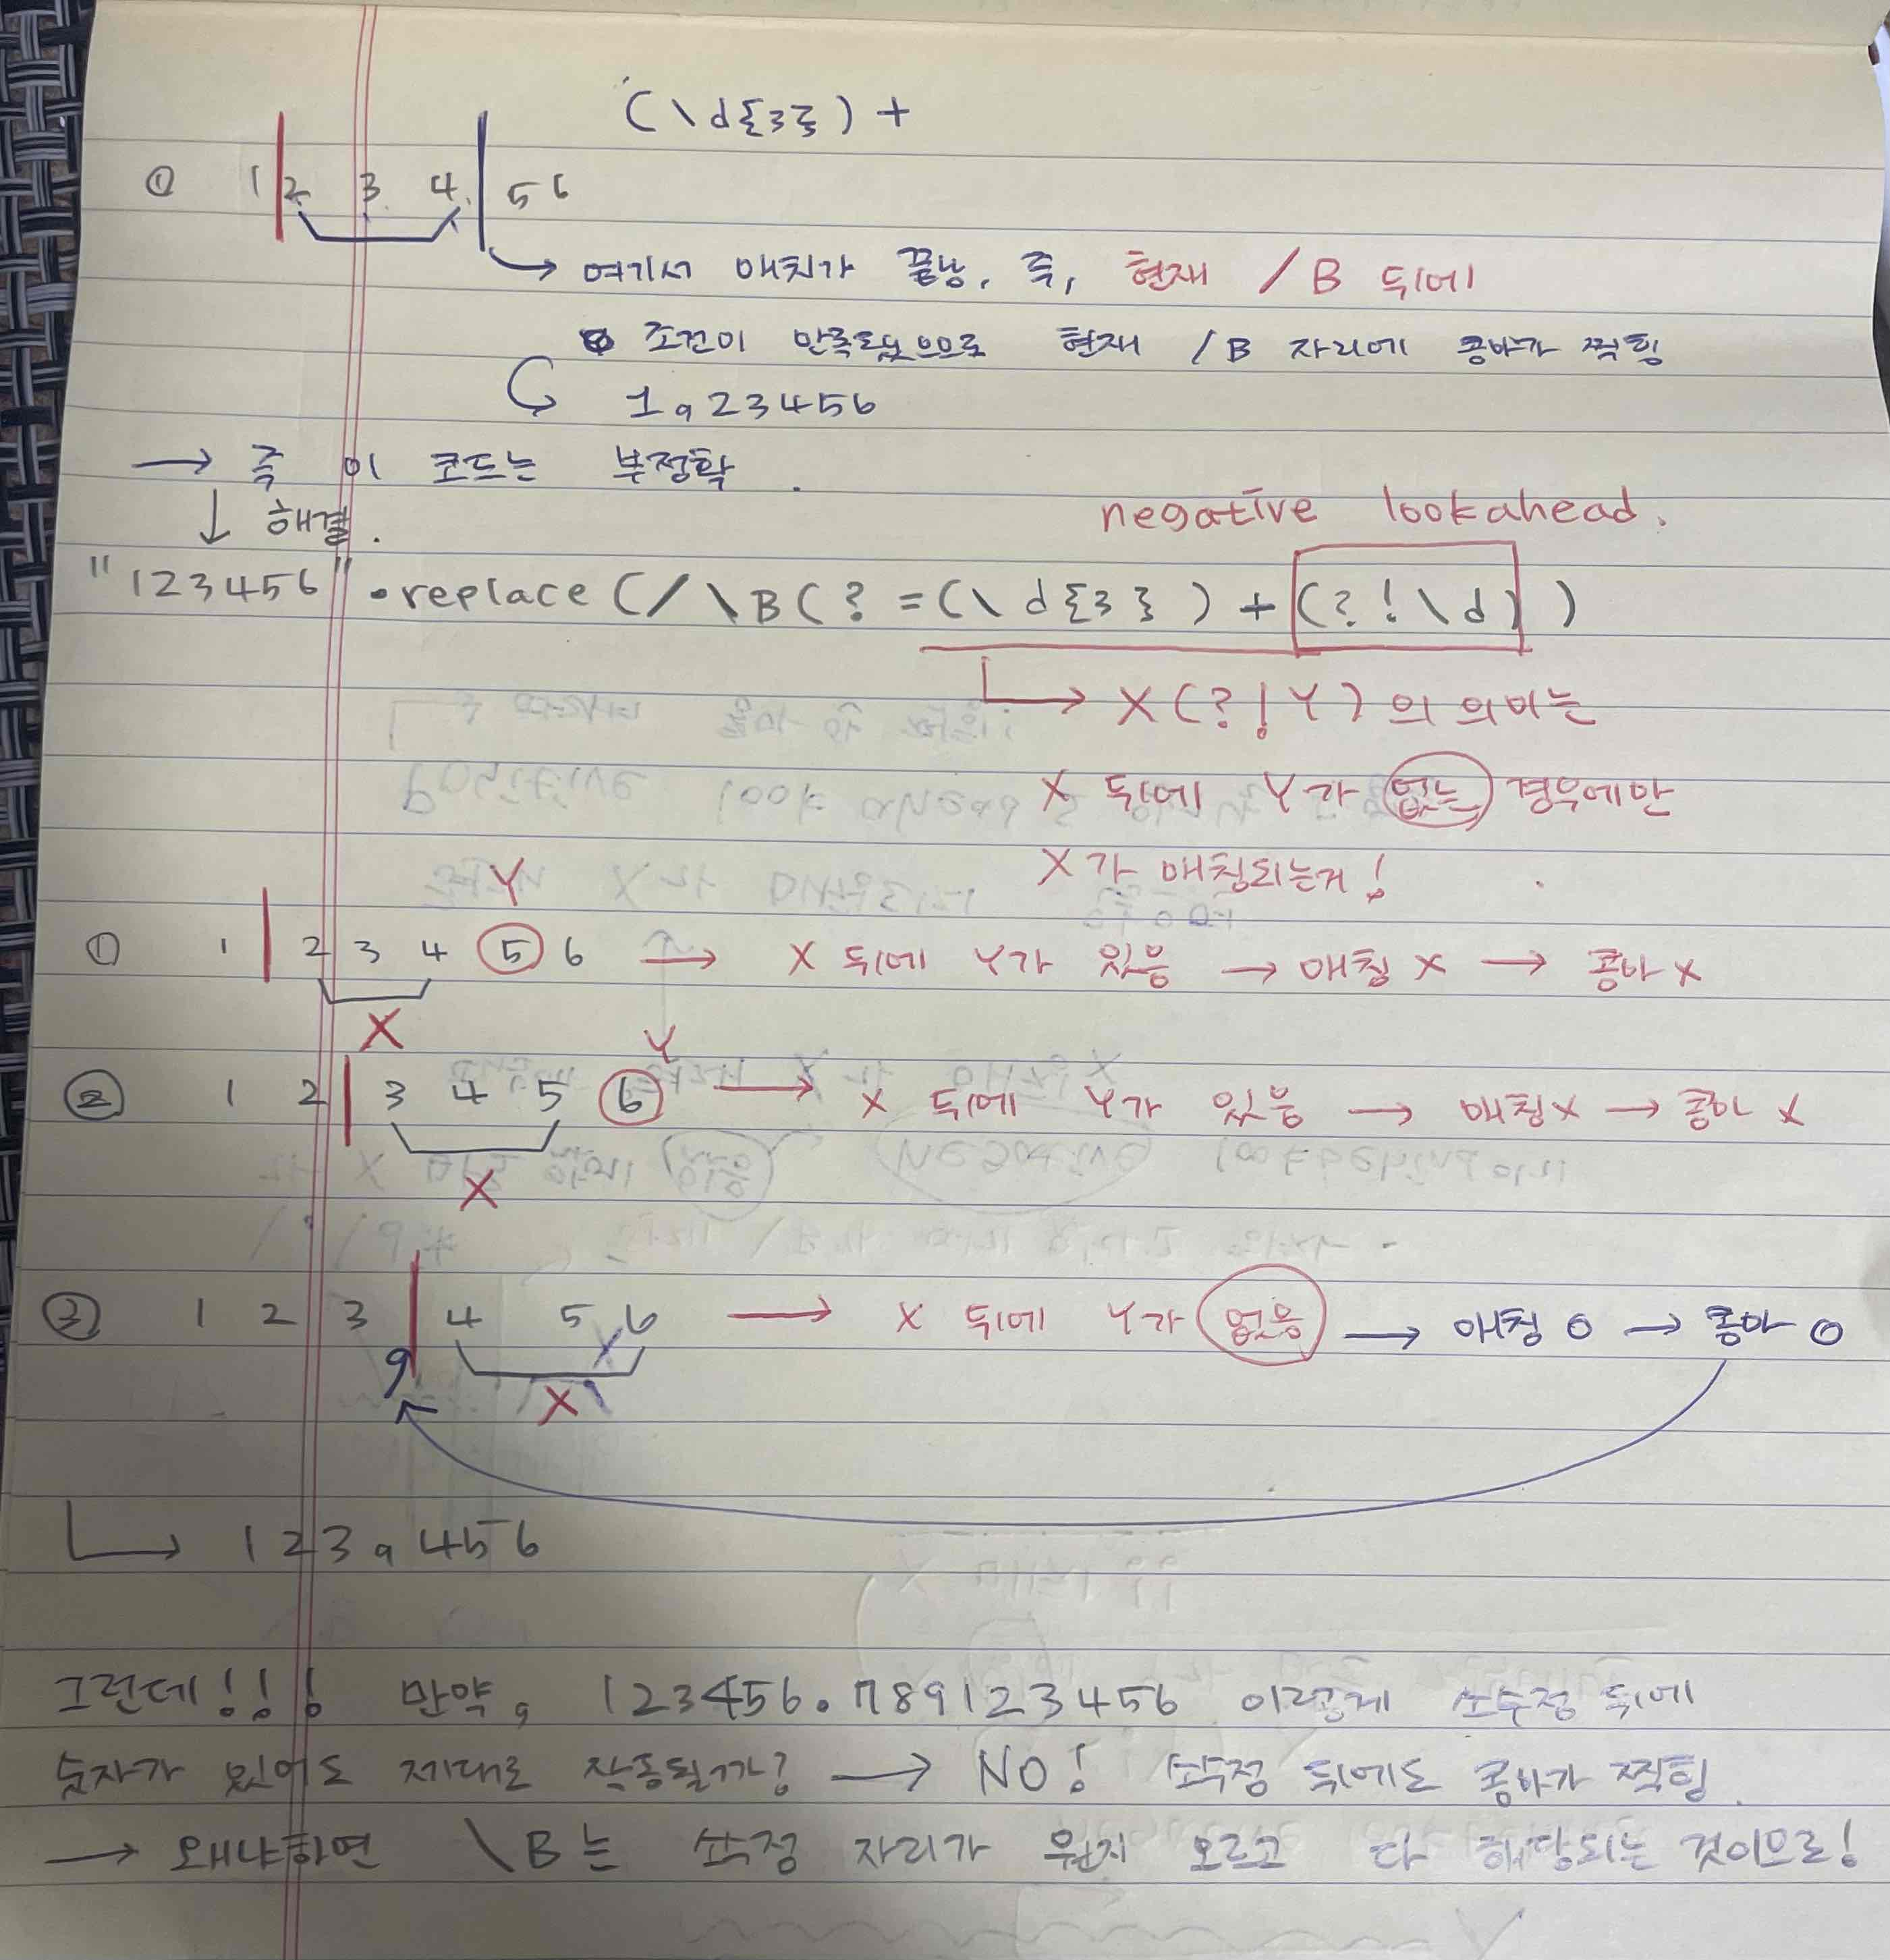 (\d{3})+
① 1 2 3 4 5 6
→ 여기서 매치가 끝남, 즉, 현재 /B 뒤에
조건이 만족됐으므로 현재 /B 자리에 콤마가 찍힘
1,23456
→ 즉 이 코드는 부정확.
↓ 해결.
negative lookahead.
"123456".replace(/\B(?=(\d{3})+(?!\d))
→ X(?!Y)의 의미는
X 뒤에 Y가 없는 경우에만
X가 매칭되는거!
Y
① 1 2 3 4 5 6 → X 뒤에 Y가 있음 → 매칭 X → 콤마 X
X
Y
② 1 2 3 4 5 6 → X 뒤에 Y가 있음 → 매칭 X → 콤마 X
X
③ 1 2 3 , 4 5 6 → X 뒤에 Y가 없음 → 매칭 O → 콤마 O
X
→ 123,456
그런데!!! 만약, 123456.789123456 이렇게 소수점 뒤에
숫자가 있어도 제대로 작동될까? → NO! 소수점 뒤에도 콤마가 찍힘.
→ 왜냐하면 \B는 소수점 자리가 뭔지 모르고 다 해당되는 것이므로!